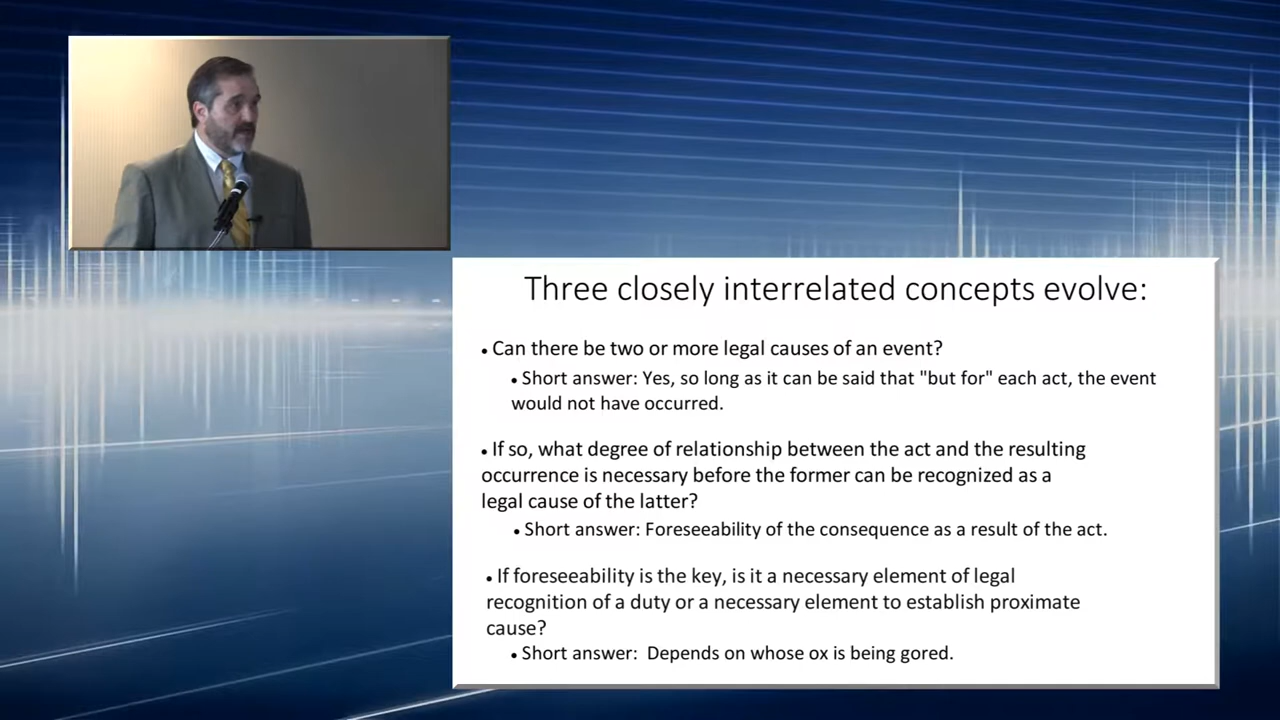 Three closely interrelated concepts evolve:
• Can there be two or more legal causes of an event?
• Short answer: Yes, so long as it can be said that "but for" each act, the event
would not have occurred.
• If so, what degree of relationship between the act and the resulting
occurrence is necessary before the former can be recognized as a
legal cause of the latter?
• Short answer: Foreseeability of the consequence as a result of the act.
• If foreseeability is the key, is it a necessary element of legal
recognition of a duty or a necessary element to establish proximate
cause?
• Short answer:  Depends on whose ox is being gored.